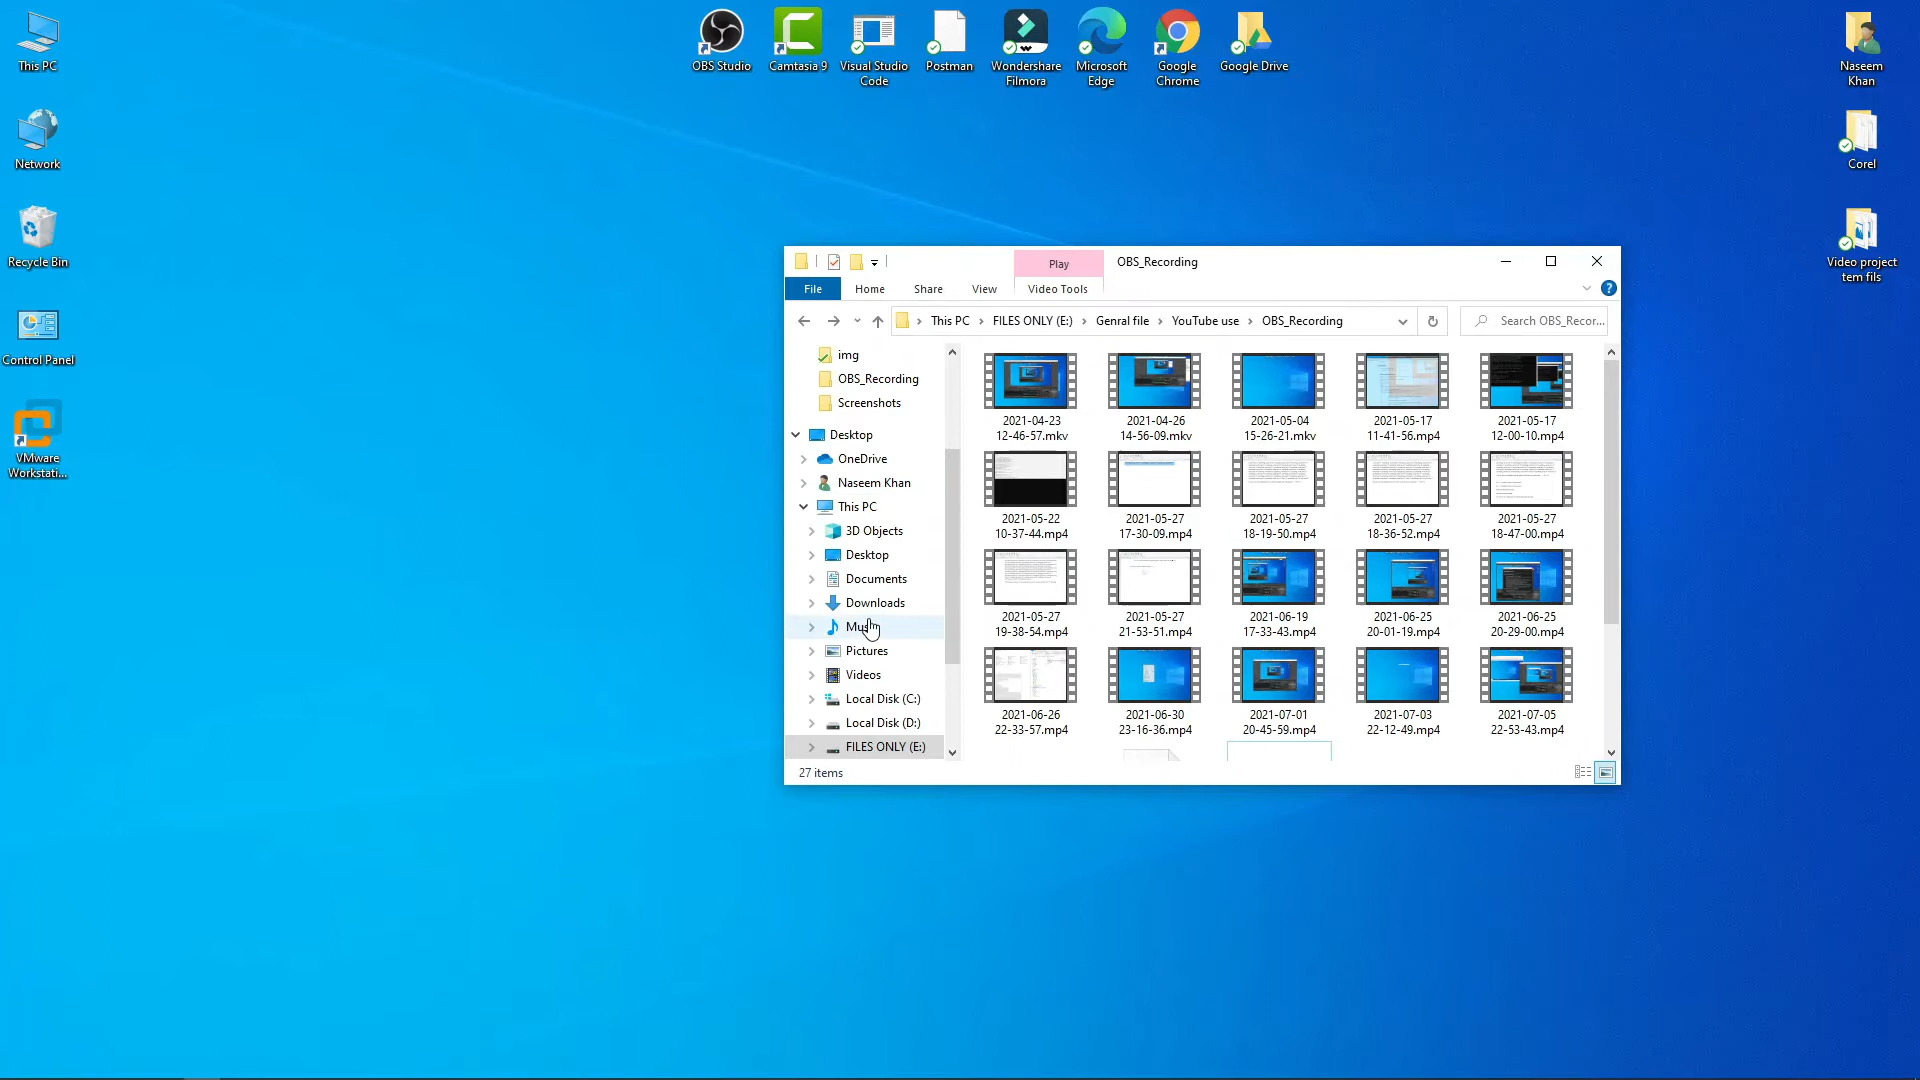 This PC
Network
Recycle Bin
Control Panel
VMware
Workstati...
OBS Studio
Camtasia 9
Visual Studio
Code
Postman
Wondershare
Filmora
Microsoft
Edge
Google
Chrome
Google Drive
Naseem
Khan
Corel
Video project
tem fils
Play
OBS_Recording
File
Home
Share
View
Video Tools
This PC
FILES ONLY (E:)
Genral file
YouTube use
OBS_Recording
Search OBS_Recor...
img
OBS_Recording
Screenshots
Desktop
OneDrive
Naseem Khan
This PC
3D Objects
Desktop
Documents
Downloads
Pictures
Videos
Local Disk (C:)
Local Disk (D:)
FILES ONLY (E:)
2021-04-23
12-46-57.mkv
2021-04-26
14-56-09.mkv
2021-05-04
15-26-21.mkv
2021-05-17
11-41-56.mp4
2021-05-17
12-00-10.mp4
2021-05-22
10-37-44.mp4
2021-05-27
17-30-09.mp4
2021-05-27
18-19-50.mp4
2021-05-27
18-36-52.mp4
2021-05-27
18-47-00.mp4
2021-05-27
19-38-54.mp4
2021-05-27
21-53-51.mp4
2021-06-19
17-33-43.mp4
2021-06-25
20-01-19.mp4
2021-06-25
20-29-00.mp4
2021-06-26
22-33-57.mp4
2021-06-30
23-16-36.mp4
2021-07-01
20-45-59.mp4
2021-07-03
22-12-49.mp4
2021-07-05
22-53-43.mp4
27 items